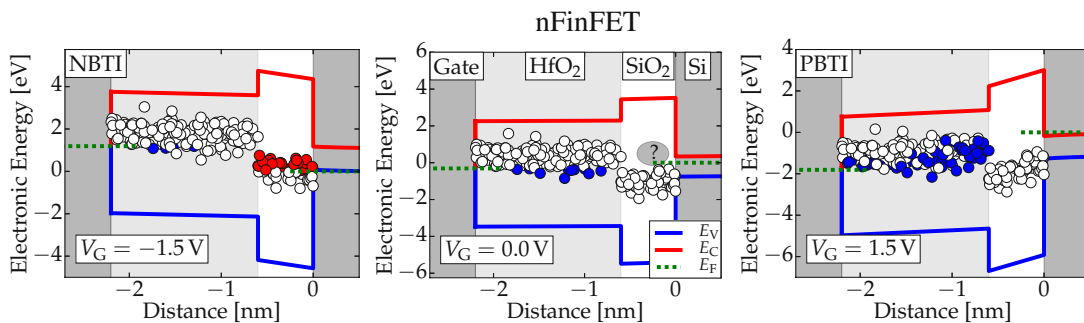 nFinFET
NBTI
Electronic Energy [eV]
4
2
0
−2
−4
V_G = −1.5 V
−2
−1
0
Distance [nm]
Gate
HfO₂
SiO₂
Si
Electronic Energy [eV]
6
4
2
0
−2
−4
−6
?
V_G = 0.0 V
E_V
E_C
E_F
−2
−1
0
Distance [nm]
PBTI
Electronic Energy [eV]
4
2
0
−2
−4
−6
V_G = 1.5 V
−2
−1
0
Distance [nm]